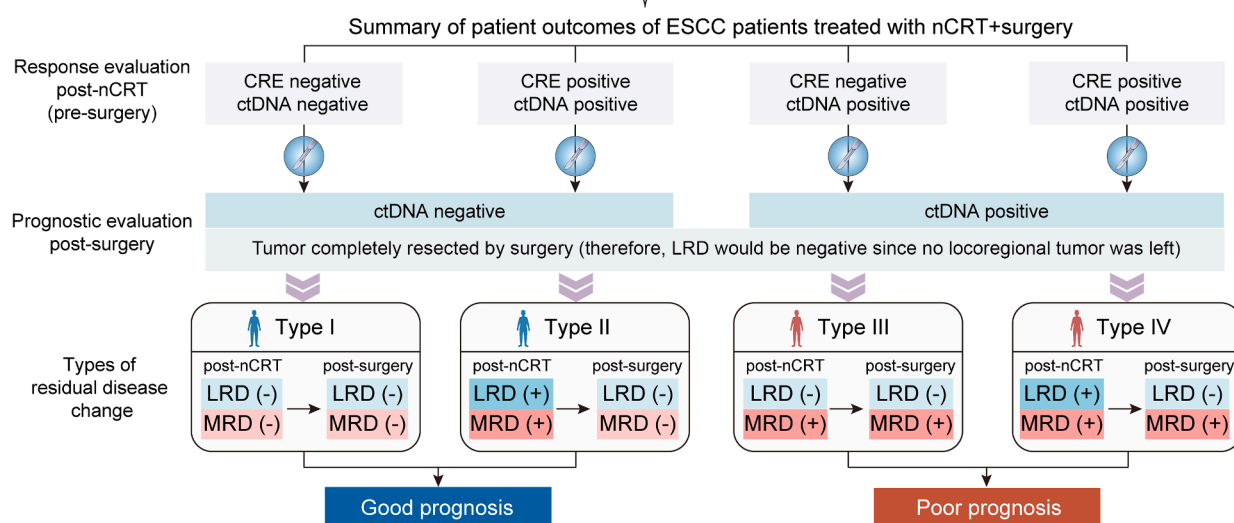 Summary of patient outcomes of ESCC patients treated with nCRT+surgery
Response evaluation
post-nCRT
(pre-surgery)
CRE negative
ctDNA negative
CRE positive
ctDNA positive
CRE negative
ctDNA positive
CRE positive
ctDNA positive
Prognostic evaluation
post-surgery
ctDNA negative
ctDNA positive
Tumor completely resected by surgery (therefore, LRD would be negative since no locoregional tumor was left)
Types of
residual disease
change
Type I
post-nCRT post-surgery
LRD (-) LRD (-)
MRD (-) MRD (-)
Type II
post-nCRT post-surgery
LRD (+) LRD (-)
MRD (+) MRD (-)
Type III
post-nCRT post-surgery
LRD (-) LRD (-)
MRD (+) MRD (+)
Type IV
post-nCRT post-surgery
LRD (+) LRD (-)
MRD (+) MRD (+)
Good prognosis
Poor prognosis